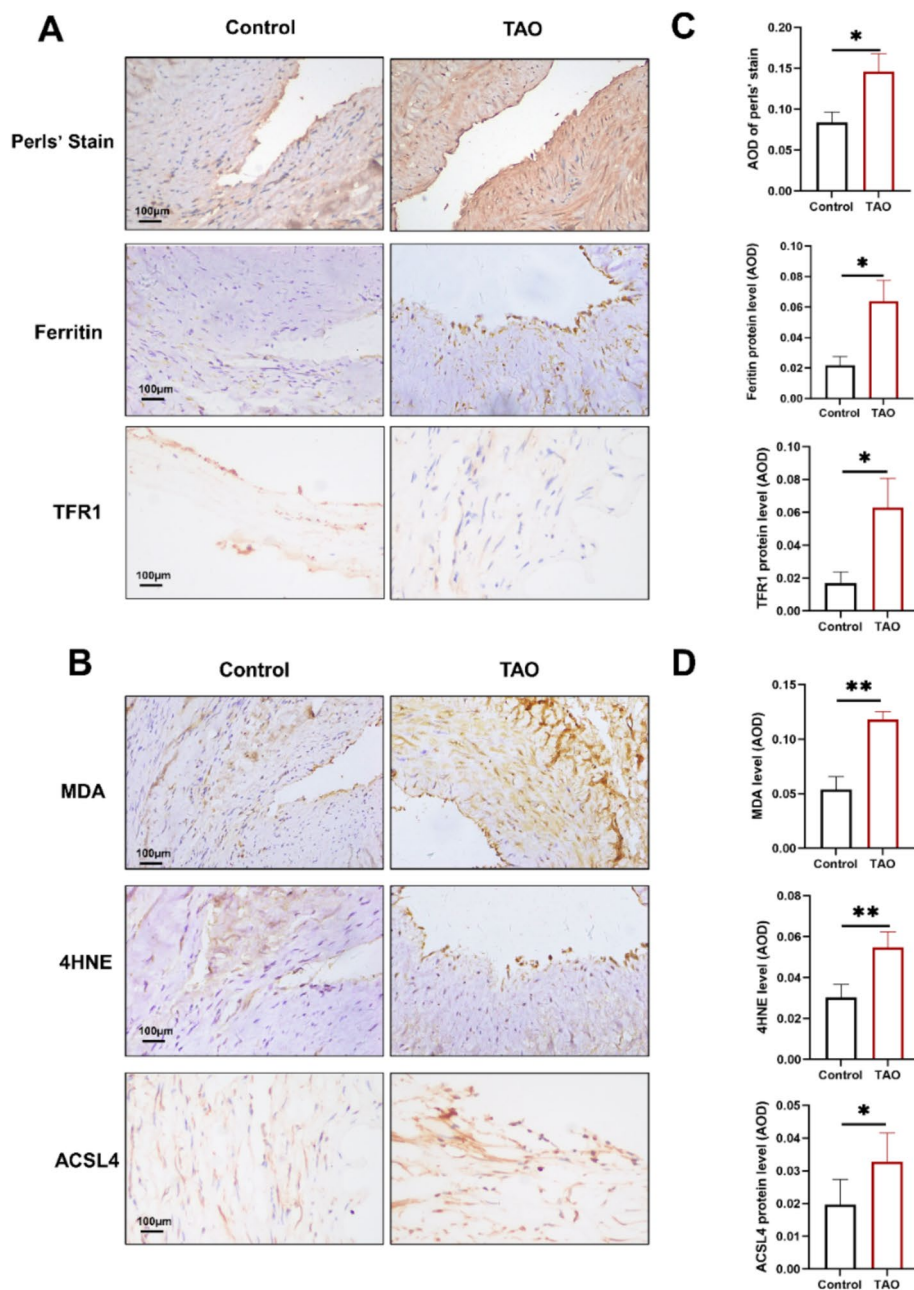 A
Control
TAO
Perls' Stain
100μm
Ferritin
100μm
TFR1
100μm
B
Control
TAO
MDA
100μm
4HNE
100μm
ACSL4
100μm
C
AOD of perls' stain
0.20
0.15
0.10
0.05
0.00
*
Control
TAO
Feritin protein level (AOD)
0.10
0.08
0.06
0.04
0.02
0.00
*
Control
TAO
TFR1 protein level (AOD)
0.10
0.08
0.06
0.04
0.02
0.00
*
Control
TAO
D
MDA level (AOD)
0.15
0.10
0.05
0.00
**
Control
TAO
4HNE level (AOD)
0.08
0.06
0.04
0.02
0.00
**
Control
TAO
ACSL4 protein level (AOD)
0.05
0.04
0.03
0.02
0.01
0.00
*
Control
TAO